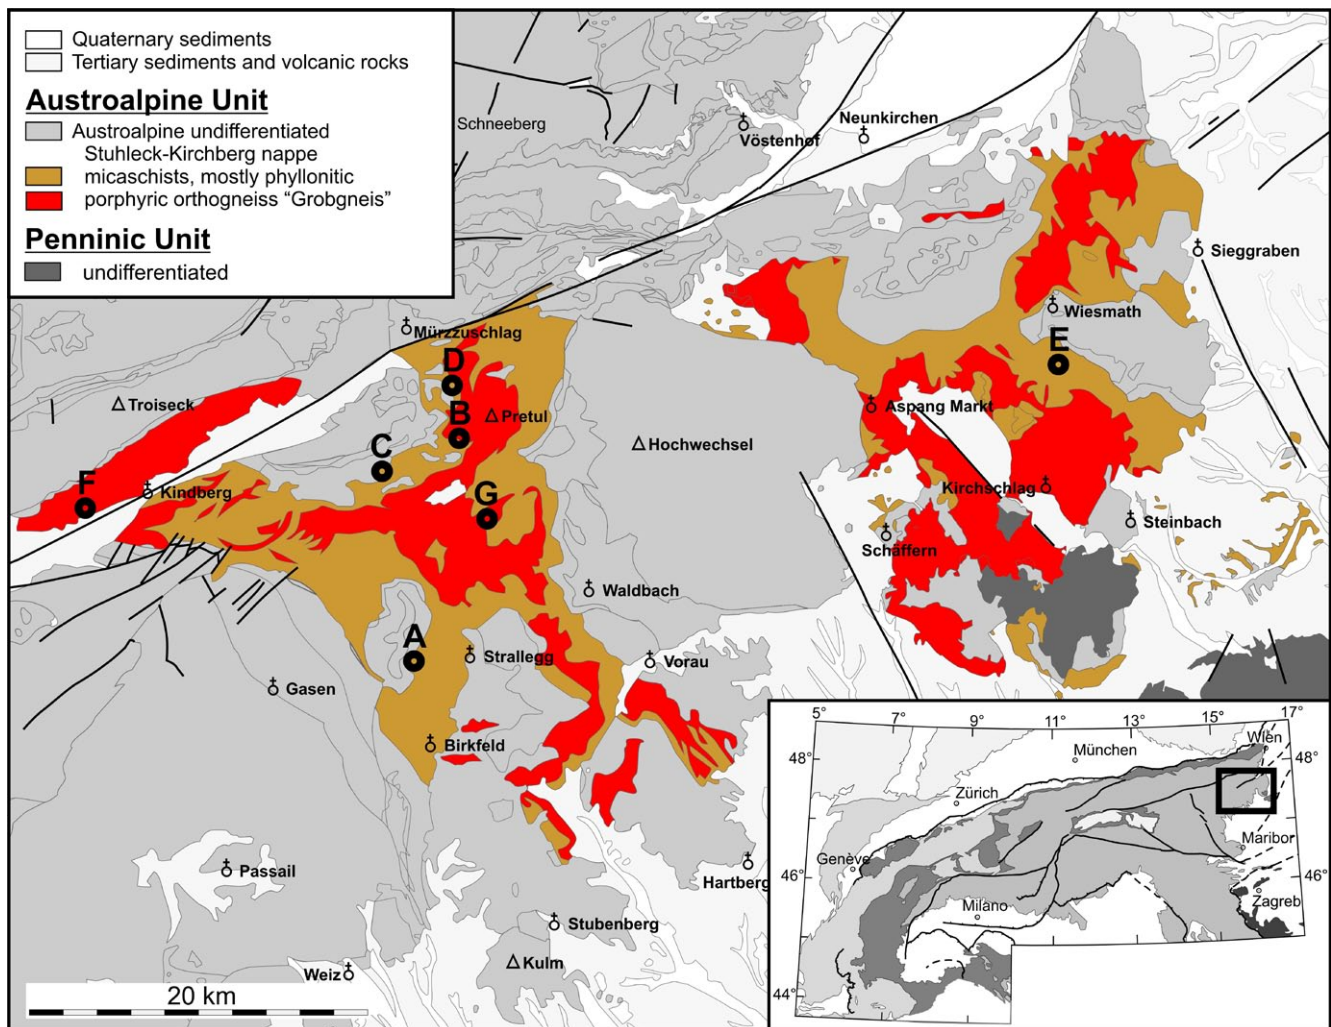 Quaternary sediments
Tertiary sediments and volcanic rocks
Austroalpine Unit
Austroalpine undifferentiated
Stuhleck-Kirchberg nappe
micaschists, mostly phyllonitic
porphyric orthogneiss “Grobgneis”
Penninic Unit
undifferentiated
Schneeberg
Vöstenhof
Neunkirchen
Sieggraben
Wiesmath
Mürzzuschlag
E
D
Troiseck
Pretul
Aspang Markt
B
Hochwechsel
C
F
Kindberg
G
Kirchschlag
Steinbach
Schäffern
Waldbach
A
Strallegg
Vorau
Gasen
Birkfeld
Passail
Hartberg
Stubenberg
Weiz
Kulm
20 km
5° 7° 9° 11° 13° 15° 17°
Wien
48° München 48°
Zürich
Maribor
Genève
46° 46°
Zagreb
Milano
44°